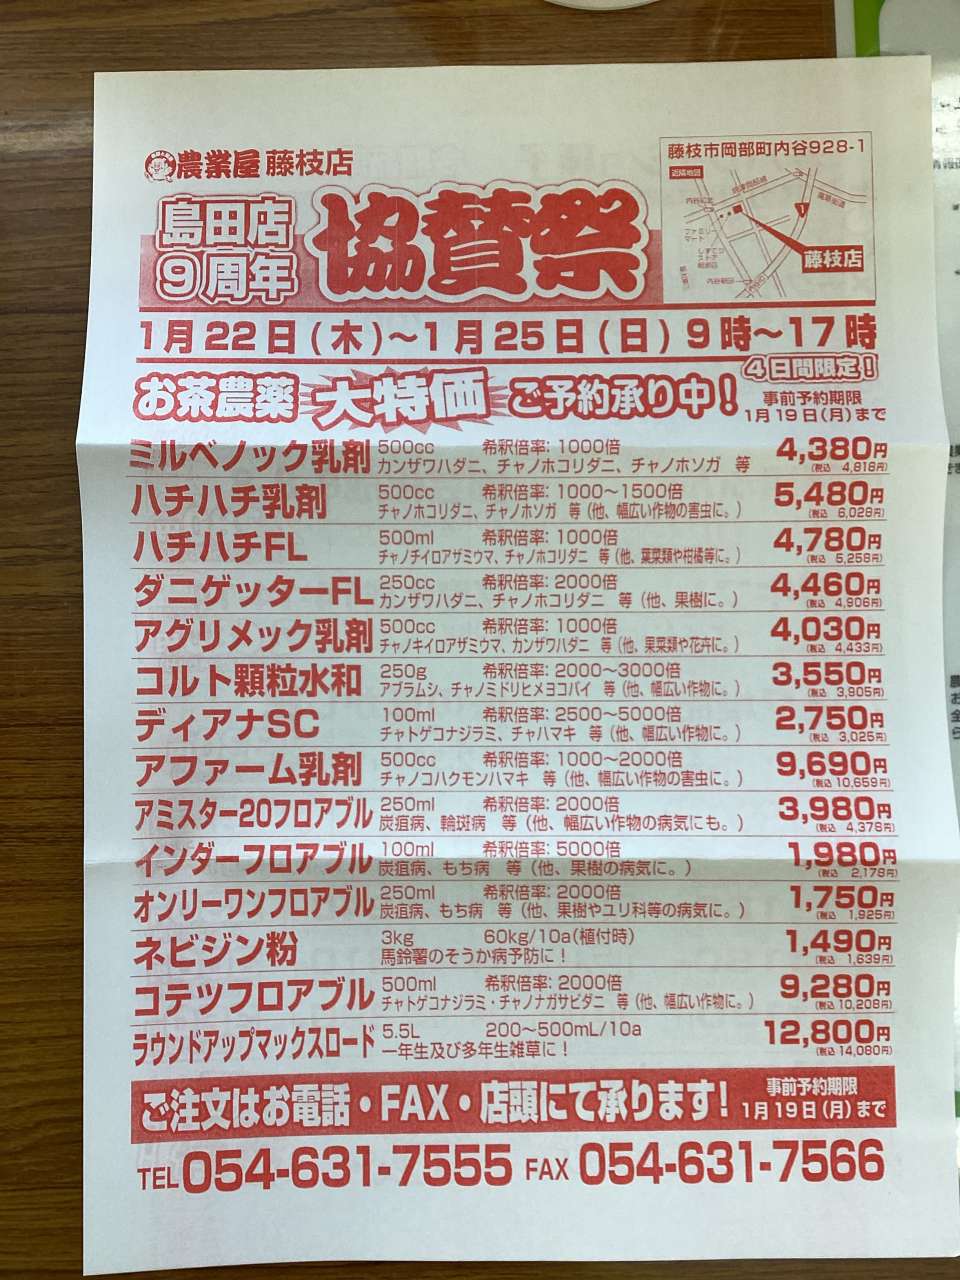 農業屋 藤枝店
島田店
9周年
協賛祭
藤枝市岡部町内谷928-1
近隣地図
ファミリー
マート
藤枝店
1月22日(木)～1月25日(日) 9時～17時
お茶農薬 大特価 ご予約承り中!
4日間限定!
事前予約期限
1月19日(月)まで
ミルベノック乳剤 500cc 希釈倍率: 1000倍 4,380円
カンザワハダニ、チャノホコリダニ、チャノホソガ 等 (税込 4,818円)
ハチハチ乳剤 500cc 希釈倍率: 1000～1500倍 5,480円
チャノホコリダニ、チャノホソガ 等(他、幅広い作物の害虫に。) (税込 6,028円)
ハチハチFL 500ml 希釈倍率: 1000倍 4,780円
チャノチイロアザミウマ、チャノホコリダニ 等(他、葉菜類や柑橘等に。) (税込 5,258円)
ダニゲッターFL 250cc 希釈倍率: 2000倍 4,460円
カンザワハダニ、チャノホコリダニ 等(他、果樹に。) (税込 4,906円)
アグリメック乳剤 500cc 希釈倍率: 1000倍 4,030円
チャノキイロアザミウマ、カンザワハダニ 等(他、果菜類や花卉に。) (税込 4,433円)
コルト顆粒水和 250g 希釈倍率: 2000～3000倍 3,550円
アブラムシ、チャノミドリヒメヨコバイ 等(他、幅広い作物に。) (税込 3,905円)
ディアナSC 100ml 希釈倍率: 2500～5000倍 2,750円
チャトゲコナジラミ、チャハマキ 等(他、幅広い作物に。) (税込 3,025円)
アファーム乳剤 500cc 希釈倍率: 1000～2000倍 9,690円
チャノコハクモンハマキ 等(他、幅広い作物の害虫に。) (税込 10,659円)
アミスター20フロアブル 250ml 希釈倍率: 2000倍 3,980円
炭疽病、輪斑病 等(他、幅広い作物の病気にも。) (税込 4,378円)
インダーフロアブル 100ml 希釈倍率: 5000倍 1,980円
炭疽病、もち病 等(他、果樹の病気に。) (税込 2,178円)
オンリーワンフロアブル 250ml 希釈倍率: 2000倍 1,750円
炭疽病、もち病 等(他、果樹やユリ科等の病気に。) (税込 1,925円)
ネビジン粉 3kg 60kg/10a(植付時) 1,490円
馬鈴薯のそうか病予防に! (税込 1,639円)
コテツフロアブル 500ml 希釈倍率: 2000倍 9,280円
チャトゲコナジラミ・チャノナガサビダニ 等(他、幅広い作物に。) (税込 10,208円)
ラウンドアップマックスロード 5.5L 200～500mL/10a 12,800円
一年生及び多年生雑草に! (税込 14,080円)
ご注文はお電話・FAX・店頭にて承ります!
事前予約期限
1月19日(月)まで
TEL 054-631-7555 FAX 054-631-7566